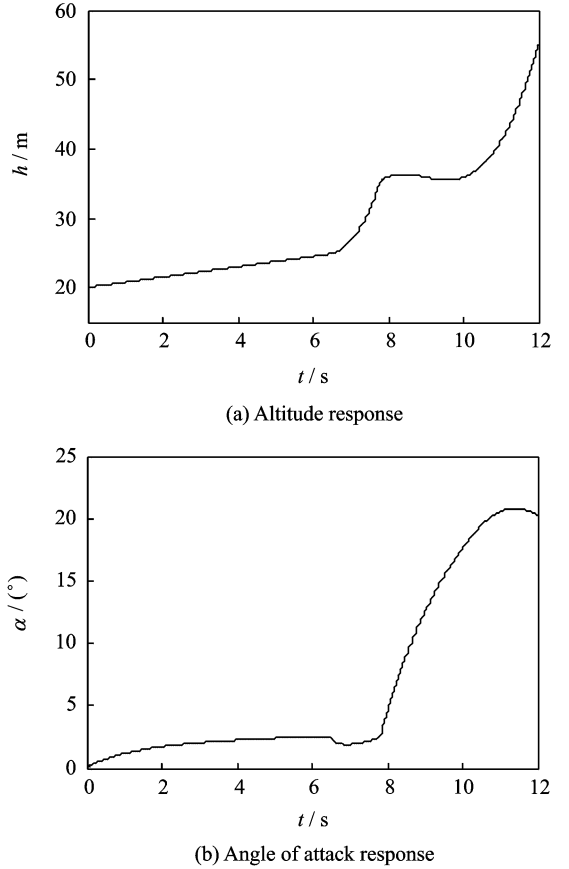 60
50
40
30
20
h / m
0 2 4 6 8 10 12
t / s
(a) Altitude response
25
20
15
10
5
0
α / (°)
0 2 4 6 8 10 12
t / s
(b) Angle of attack response